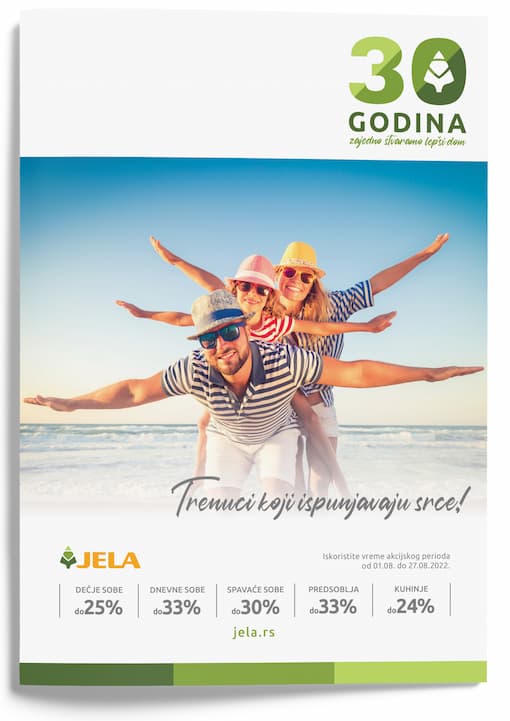 30
GODINA
zajedno stvaramo lepši dom
Trenuci koji ispunjavaju srce!
JELA
Iskoristite vreme akcijskog perioda
od 01.08. do 27.08.2022.
DEČJE SOBE
do25%
DNEVNE SOBE
do33%
SPAVAĆE SOBE
do30%
PREDSOBLJA
do33%
KUHINJE
do24%
jela.rs